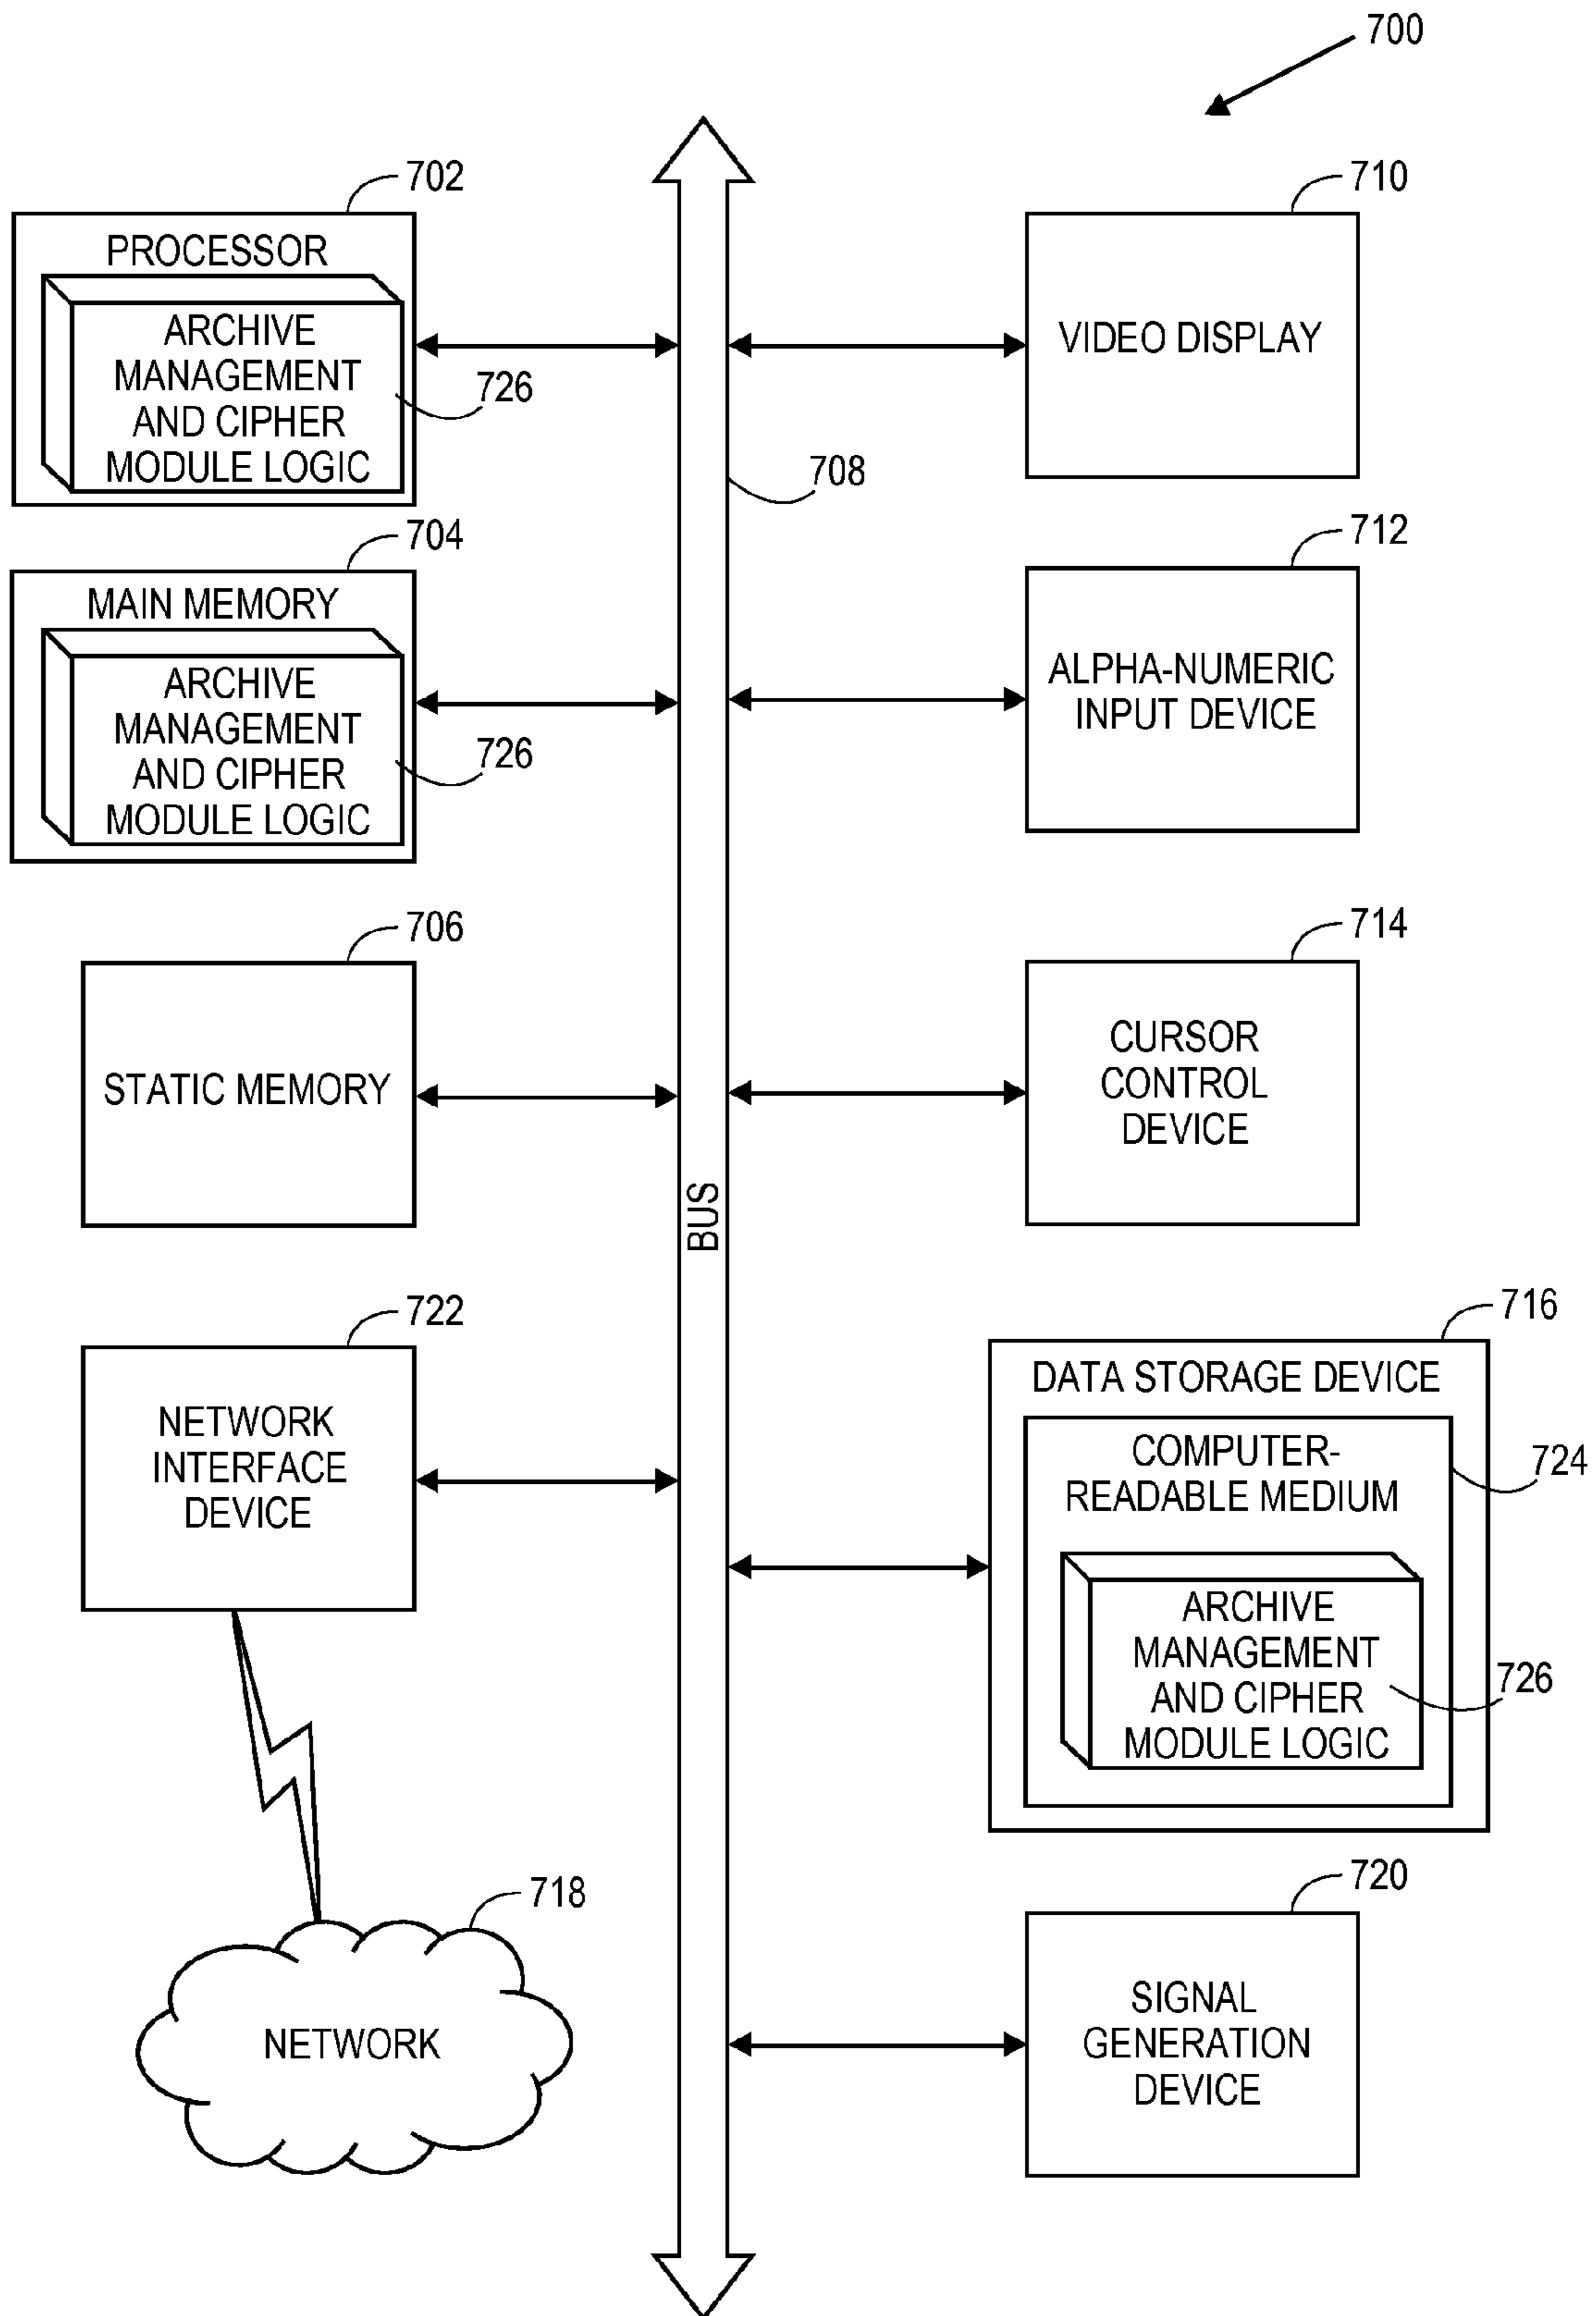 700
702
PROCESSOR
ARCHIVE
MANAGEMENT
AND CIPHER
MODULE LOGIC
726
704
MAIN MEMORY
ARCHIVE
MANAGEMENT
AND CIPHER
MODULE LOGIC
726
706
STATIC MEMORY
722
NETWORK
INTERFACE
DEVICE
718
NETWORK
708
BUS
710
VIDEO DISPLAY
712
ALPHA-NUMERIC
INPUT DEVICE
714
CURSOR
CONTROL
DEVICE
716
DATA STORAGE DEVICE
COMPUTER-
READABLE MEDIUM
724
ARCHIVE
MANAGEMENT
AND CIPHER
MODULE LOGIC
726
720
SIGNAL
GENERATION
DEVICE